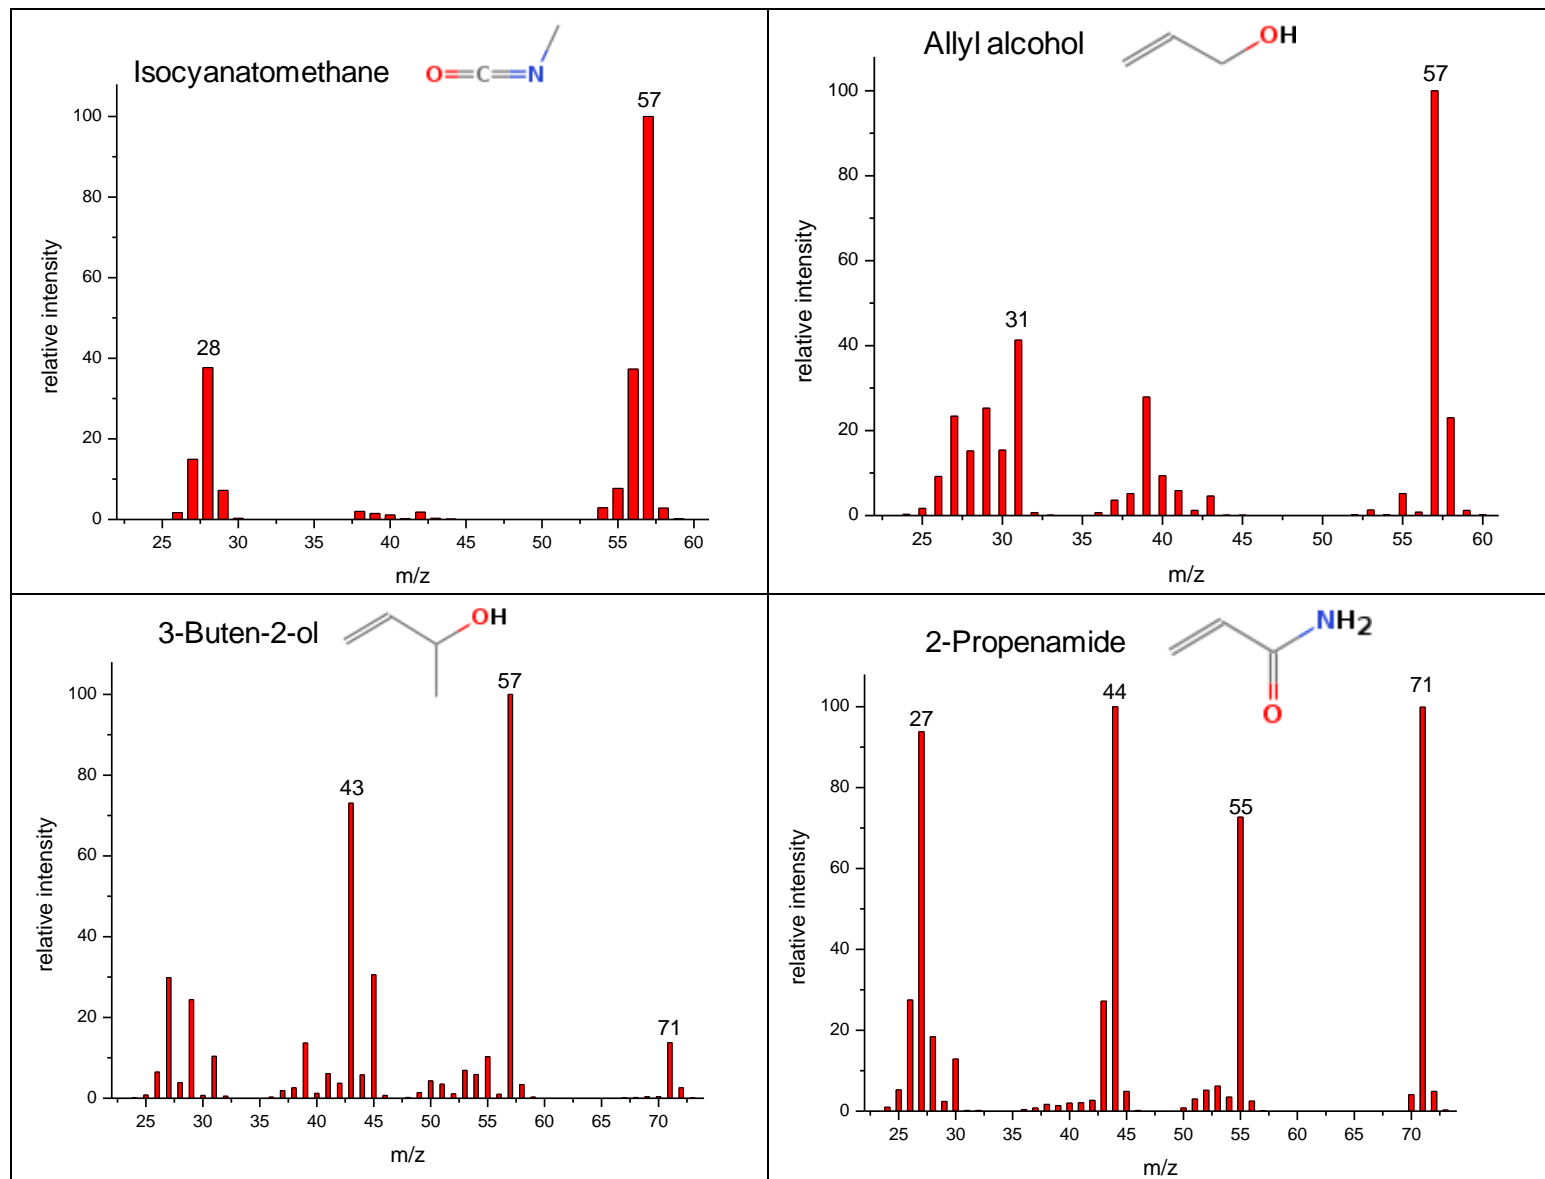 Isocyanatomethane
O=C=N
57
28
relative intensity
100
80
60
40
20
0
25 30 35 40 45 50 55 60
m/z
Allyl alcohol
OH
57
31
relative intensity
100
80
60
40
20
0
25 30 35 40 45 50 55 60
m/z
3-Buten-2-ol
OH
57
43
71
relative intensity
100
80
60
40
20
0
25 30 35 40 45 50 55 60 65 70
m/z
2-Propenamide
NH2
O
27
44
55
71
relative intensity
100
80
60
40
20
0
25 30 35 40 45 50 55 60 65 70
m/z